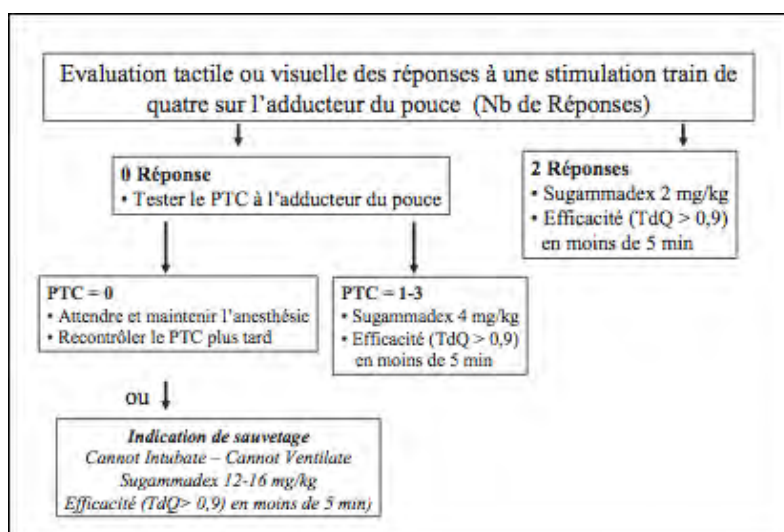 Evaluation tactile ou visuelle des réponses à une stimulation train de
quatre sur l'adducteur du pouce (Nb de Réponses)
0 Réponse
• Tester le PTC à l'adducteur du pouce
2 Réponses
• Sugammadex 2 mg/kg
• Efficacité (TdQ > 0,9)
en moins de 5 min
PTC = 0
• Attendre et maintenir l'anesthésie
• Recontrôler le PTC plus tard
PTC = 1-3
• Sugammadex 4 mg/kg
• Efficacité (TdQ > 0,9)
en moins de 5 min
ou
Indication de sauvetage
Cannot Intubate – Cannot Ventilate
Sugammadex 12-16 mg/kg
Efficacité (TdQ> 0,9) en moins de 5 min)